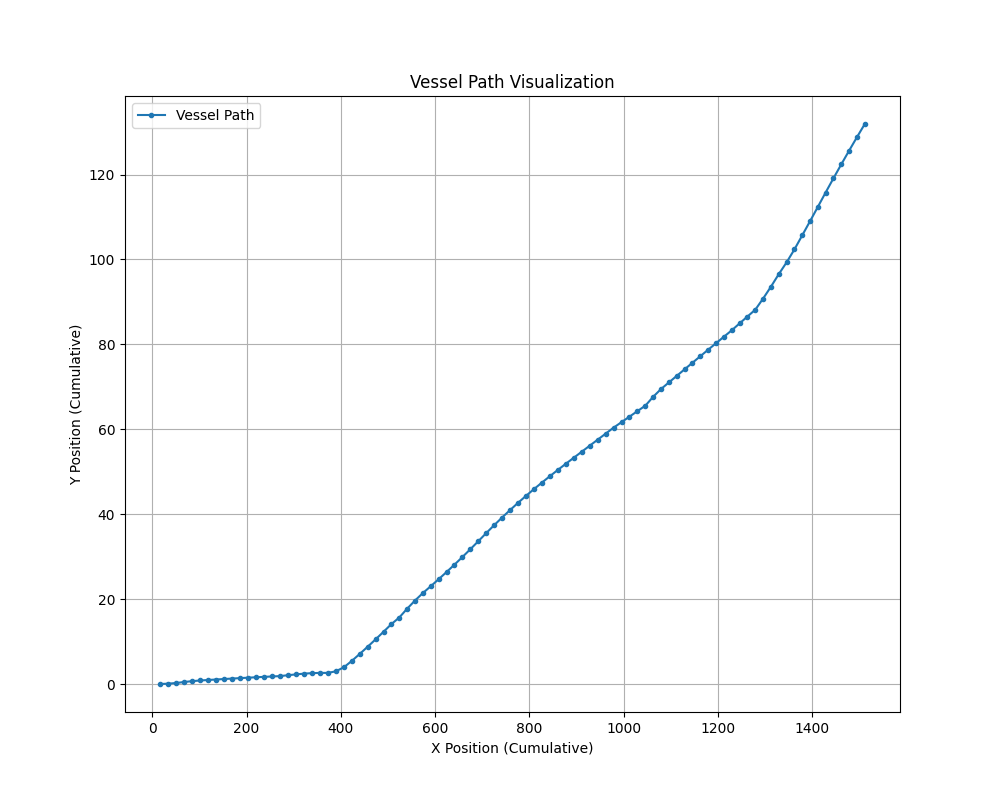 Vessel Path Visualization
Vessel Path
Y Position (Cumulative)
120
100
80
60
40
20
0
0 200 400 600 800 1000 1200 1400
X Position (Cumulative)